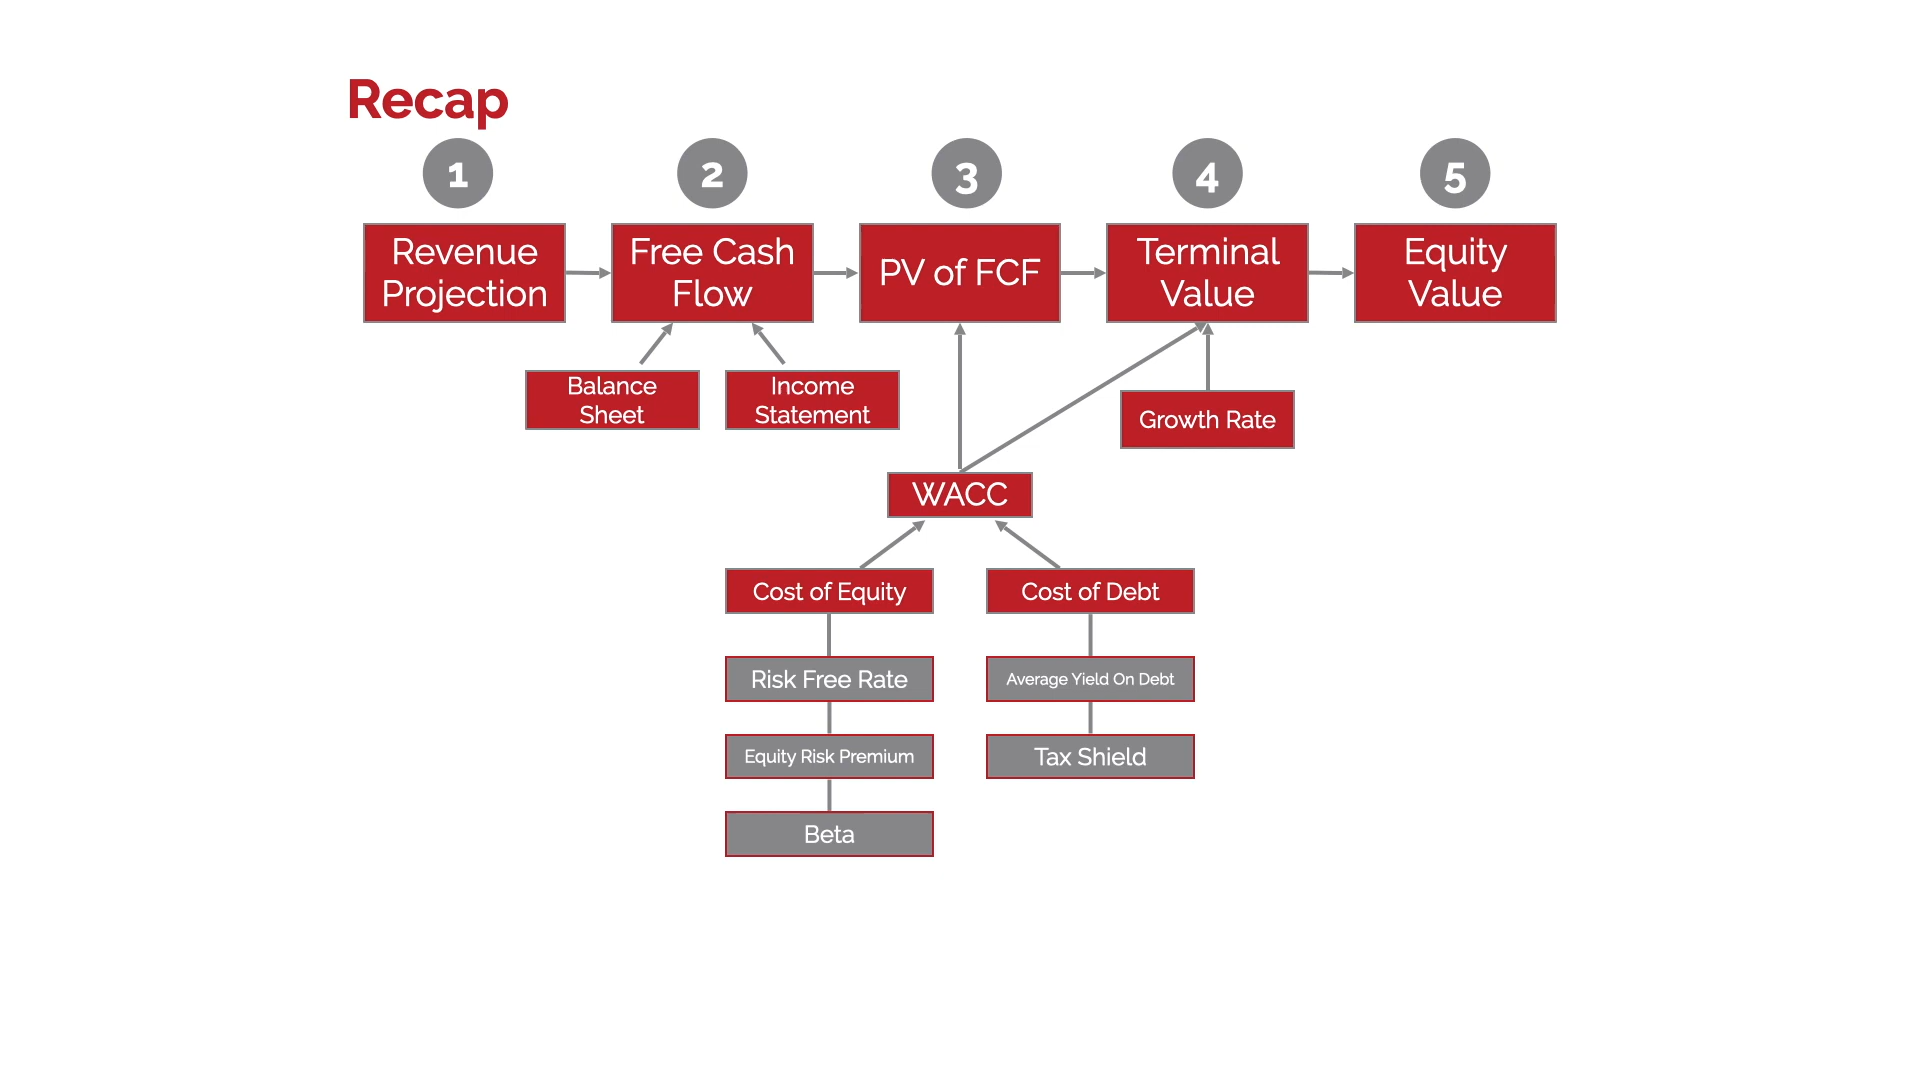 Recap
1
2
3
4
5
Revenue
Projection
Free Cash
Flow
PV of FCF
Terminal
Value
Equity
Value
Balance
Sheet
Income
Statement
Growth Rate
WACC
Cost of Equity
Cost of Debt
Risk Free Rate
Average Yield On Debt
Equity Risk Premium
Tax Shield
Beta